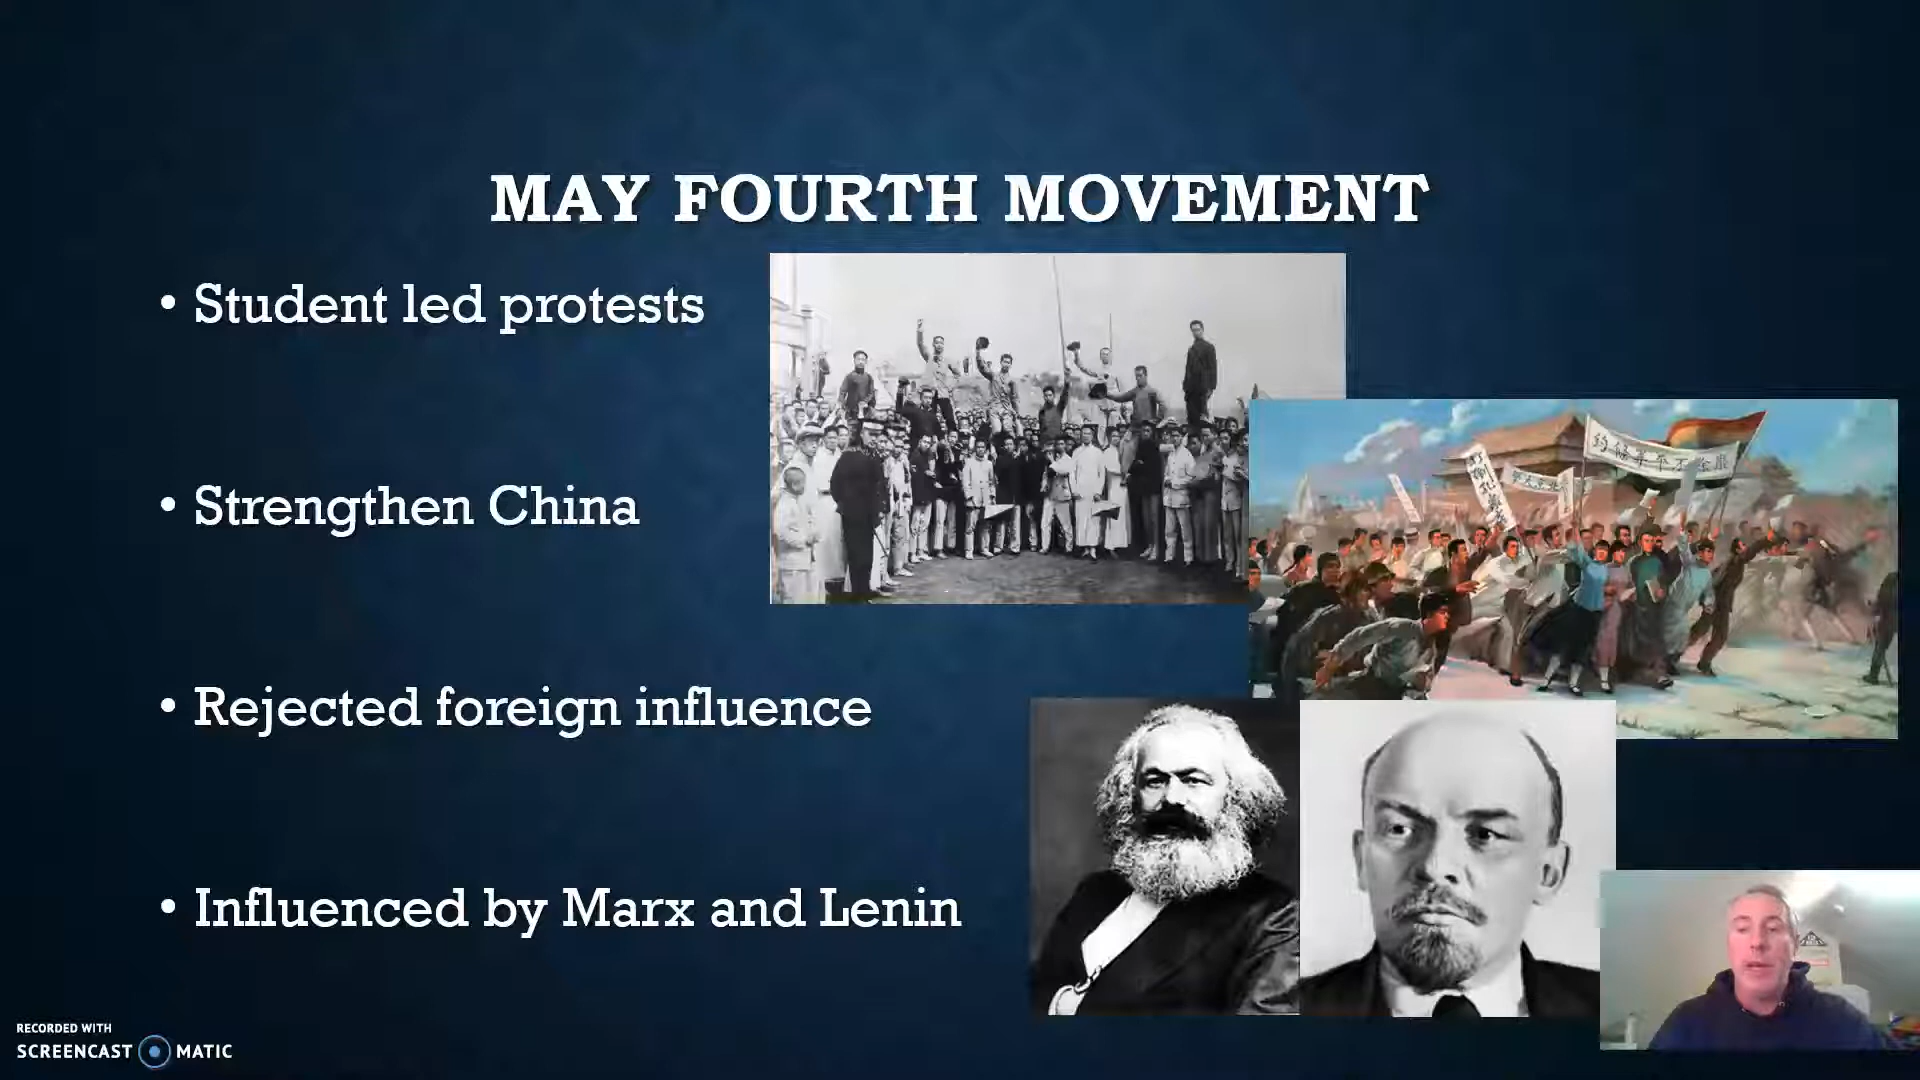 MAY FOURTH MOVEMENT
• Student led protests
• Strengthen China
• Rejected foreign influence
• Influenced by Marx and Lenin
RECORDED WITH
SCREENCAST MATIC